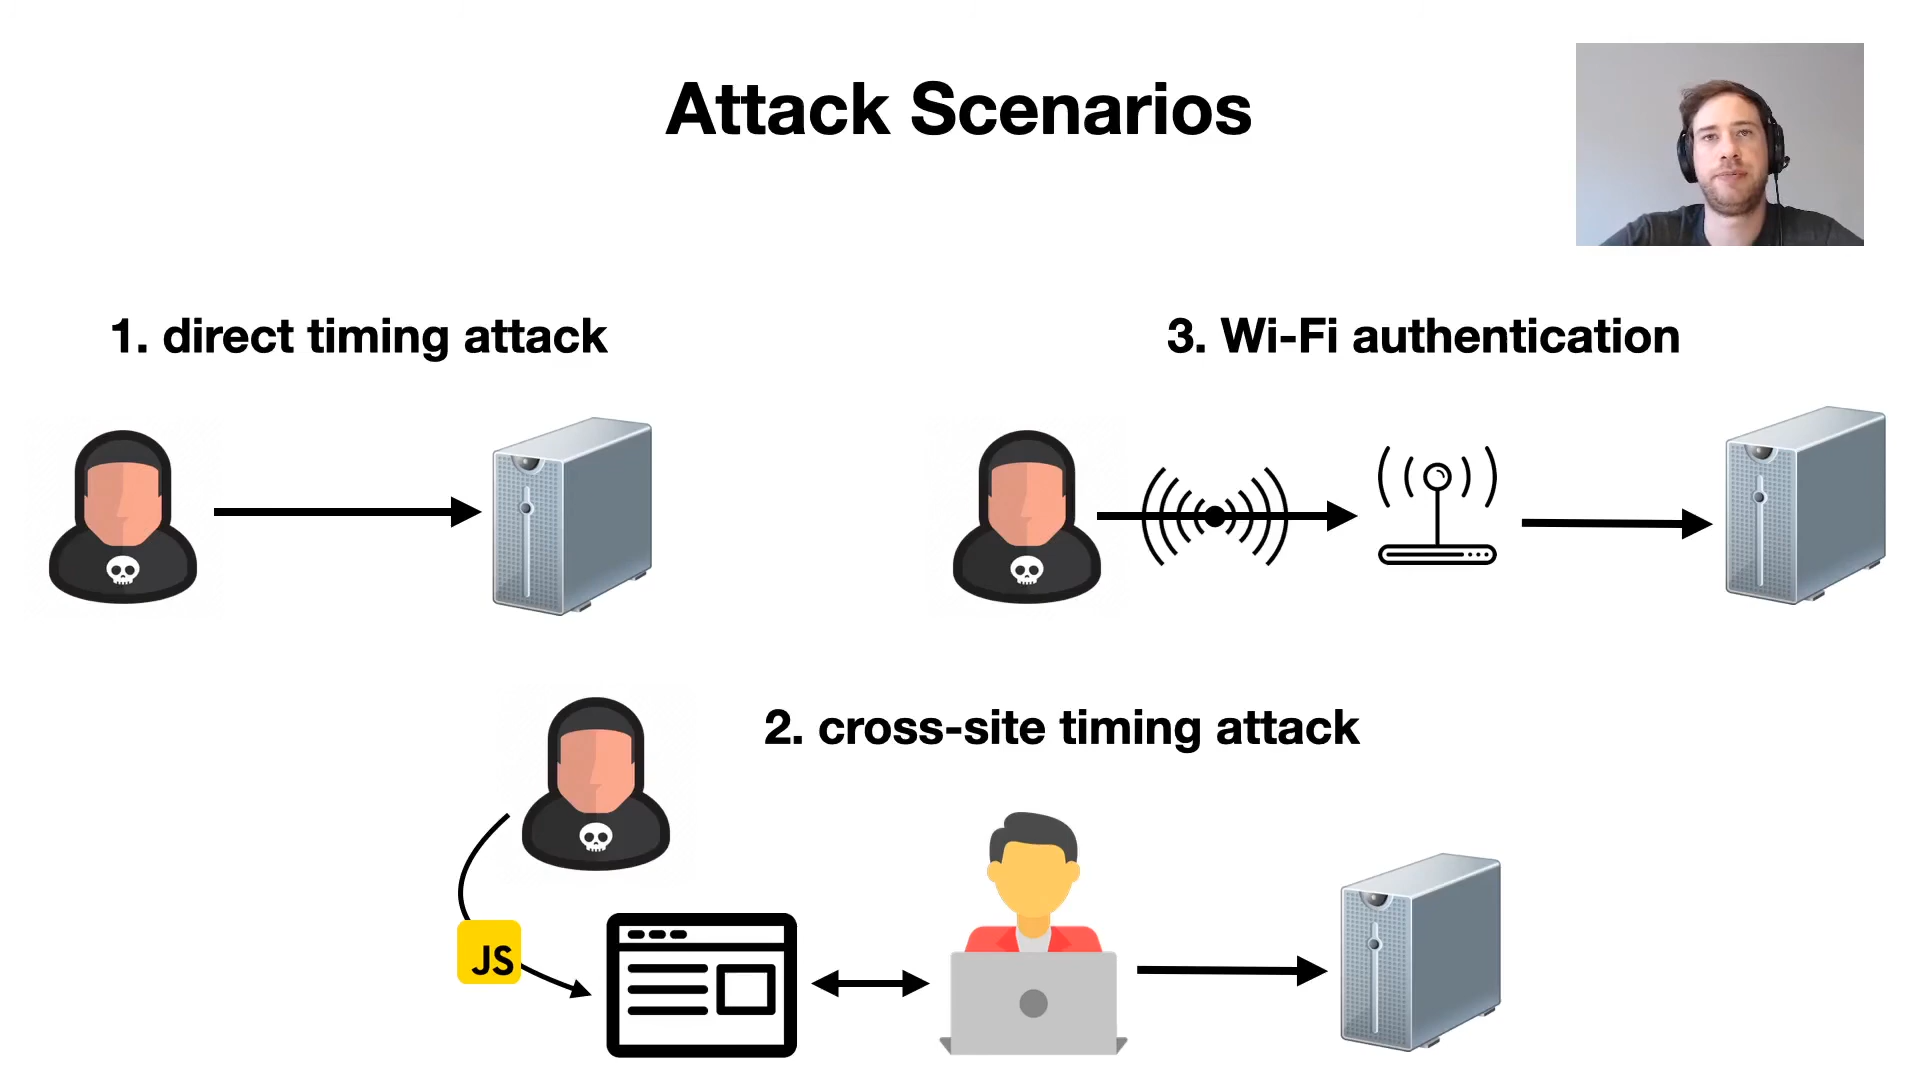 Attack Scenarios
1. direct timing attack
3. Wi-Fi authentication
2. cross-site timing attack
JS